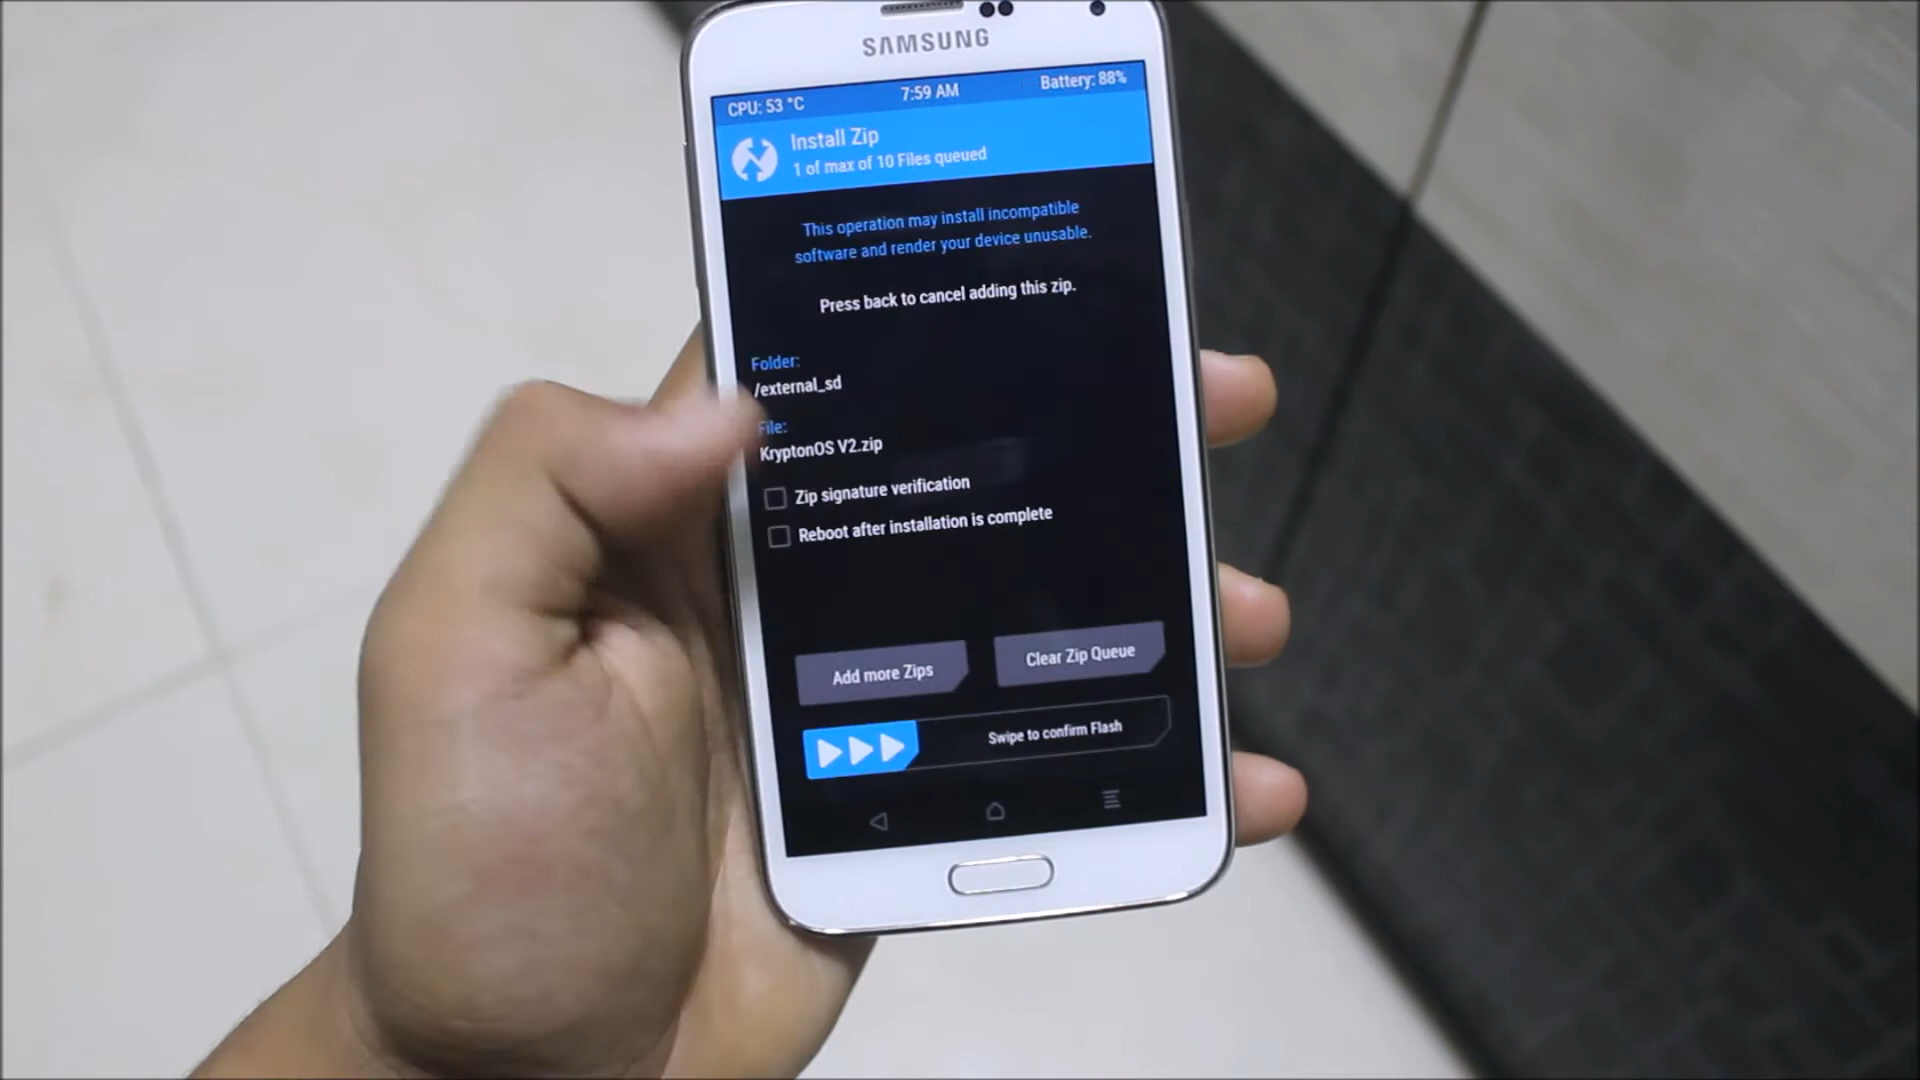 SAMSUNG
CPU: 53 °C 7:59 AM Battery: 88%
Install Zip
1 of max of 10 Files queued
This operation may install incompatible
software and render your device unusable.
Press back to cancel adding this zip.
Folder:
/external_sd
File:
KryptonOS V2.zip
Zip signature verification
Reboot after installation is complete
Add more Zips Clear Zip Queue
Swipe to confirm Flash